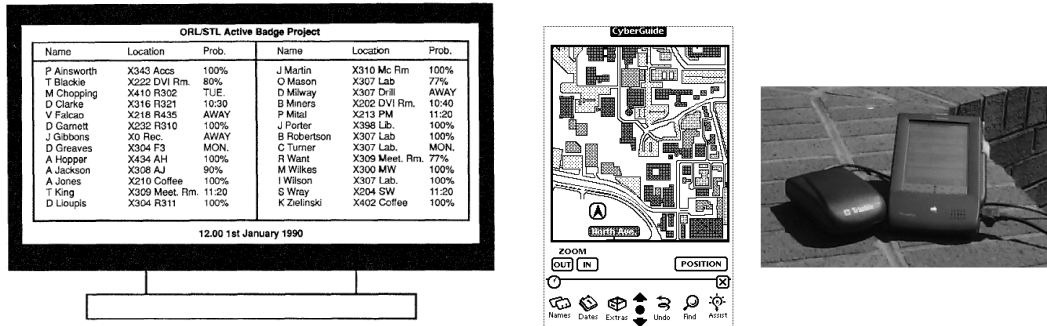 ORL/STL Active Badge Project
Name Location Prob. Name Location Prob.
P Ainsworth X343 Accs 100% J Martin X310 Mc Rm 100%
T Blackie X222 DVI Rm. 80% O Mason X307 Lab 77%
M Chopping X410 R302 TUE. D Milway X307 Drill AWAY
D Clarke X316 R321 10:30 B Miners X202 DVI Rm. 10:40
V Falcao X218 R435 AWAY P Mital X213 PM 11:20
D Garnett X232 R310 100% J Porter X398 Lib. 100%
J Gibbons X0 Rec. AWAY B Robertson X307 Lab 100%
D Greaves X304 F3 MON. C Turner X307 Lab. MON.
A Hopper X434 AH 100% R Want X309 Meet. Rm. 77%
A Jackson X308 AJ 90% M Wilkes X300 MW 100%
A Jones X210 Coffee 100% I Wilson X307 Lab. 100%
T King X309 Meet. Rm. 11:20 S Wray X204 SW 11:20
D Lioupis X304 R311 100% K Zielinski X402 Coffee 100%
12.00 1st January 1990
CyberGuide
North Ave.
ZOOM
OUT IN POSITION
Names Dates Extras Undo Find Assist
Trimble